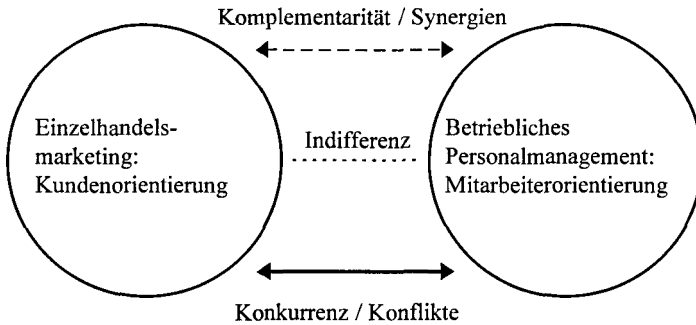 Komplementarität / Synergien
Einzelhandels-
marketing:
Kundenorientierung
Indifferenz
Betriebliches
Personalmanagement:
Mitarbeiterorientierung
Konkurrenz / Konflikte